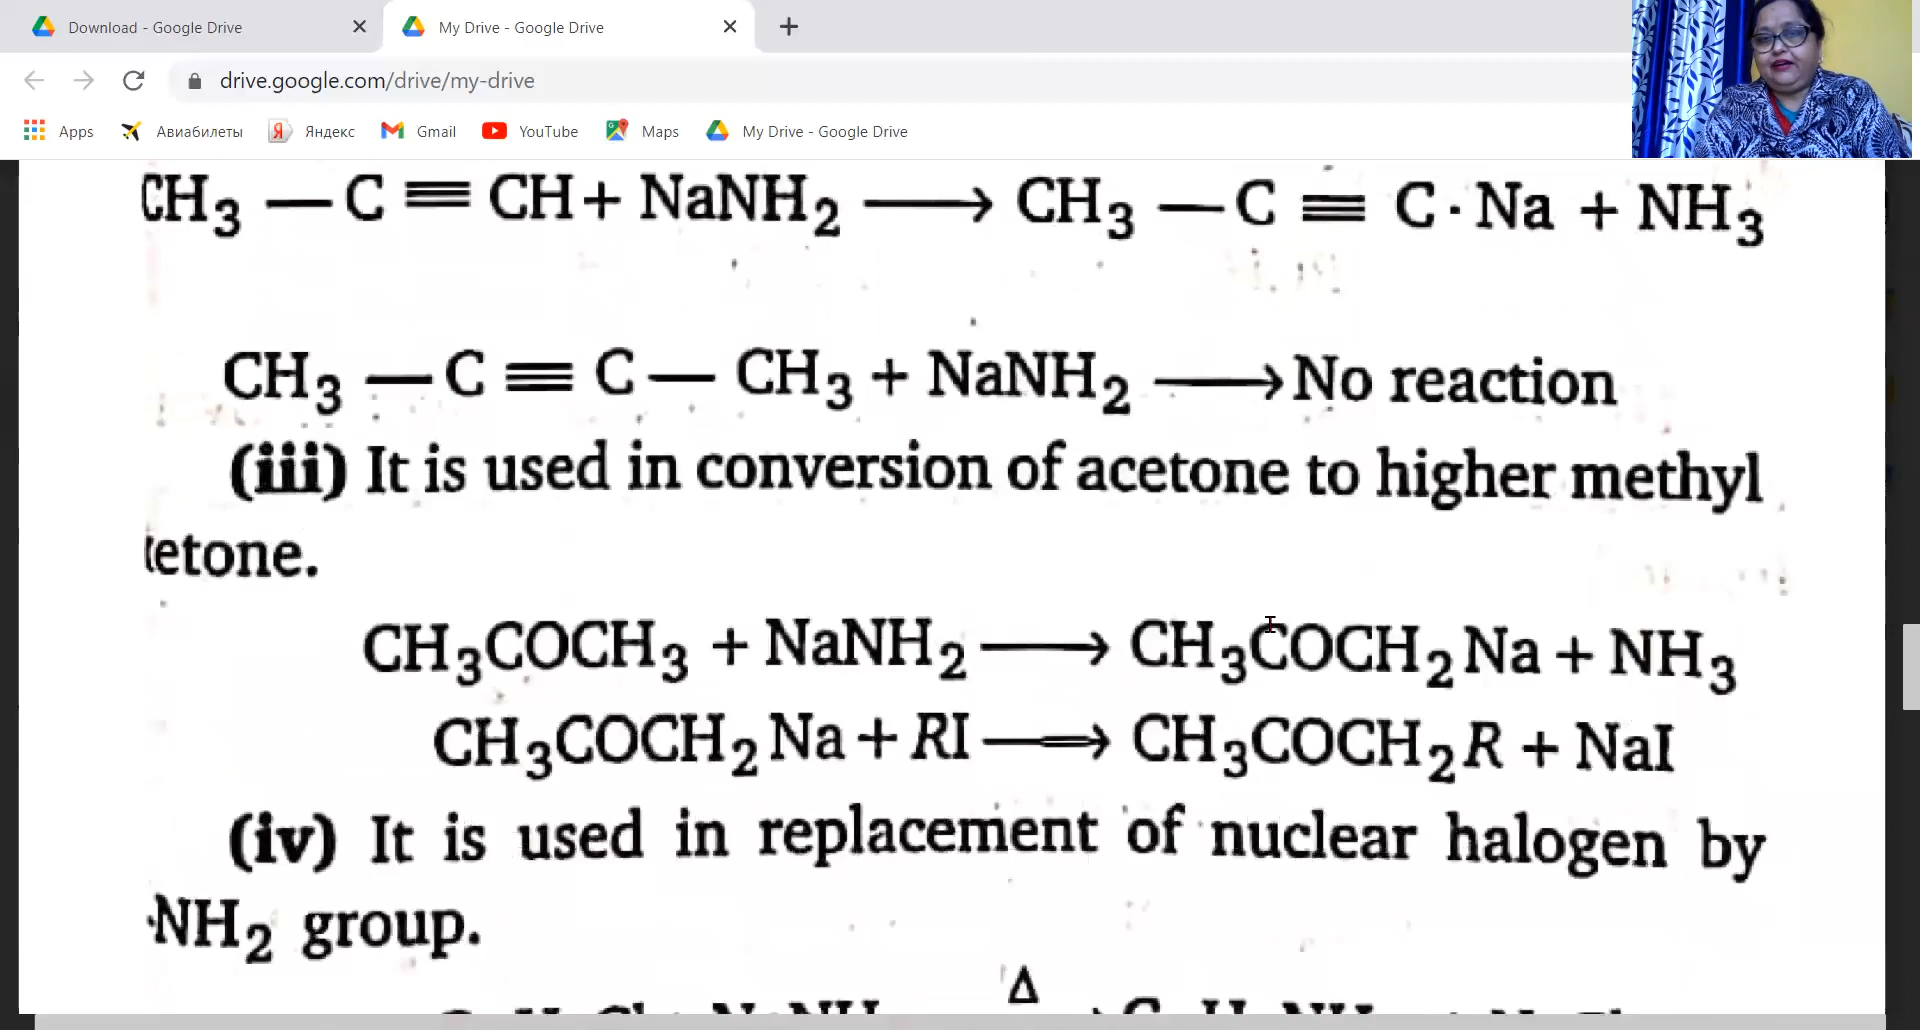 Download - Google Drive
My Drive - Google Drive
drive.google.com/drive/my-drive
Apps Авиабилеты Яндекс Gmail YouTube Maps My Drive - Google Drive
CH3 — C ≡ CH + NaNH2 ⟶ CH3 — C ≡ C · Na + NH3
CH3 — C ≡ C — CH3 + NaNH2 ⟶ No reaction
(iii) It is used in conversion of acetone to higher methyl
etone.
CH3COCH3 + NaNH2 ⟶ CH3COCH2Na + NH3
CH3COCH2Na + RI ⟶ CH3COCH2R + NaI
(iv) It is used in replacement of nuclear halogen by
-NH2 group.
Δ